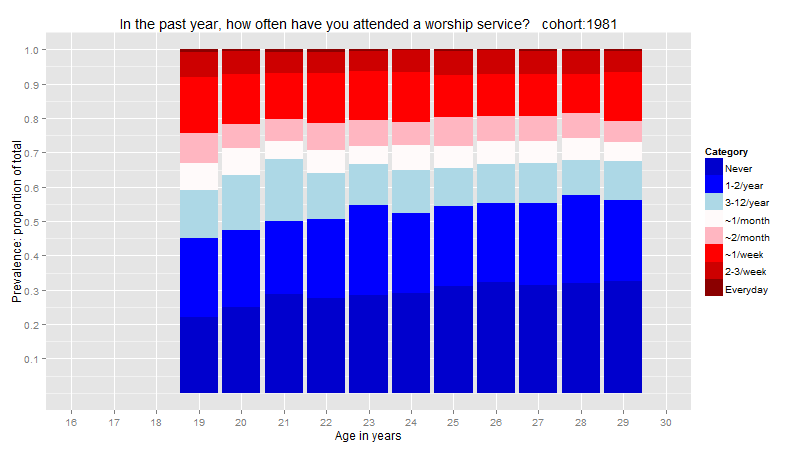 In the past year, how often have you attended a worship service?   cohort:1981
1.0
0.9
0.8
0.7
0.6
0.5
0.4
0.3
0.2
0.1
Prevalence: proportion of total
16 17 18 19 20 21 22 23 24 25 26 27 28 29 30
Age in years
Category
Never
1-2/year
3-12/year
~1/month
~2/month
~1/week
2-3/week
Everyday